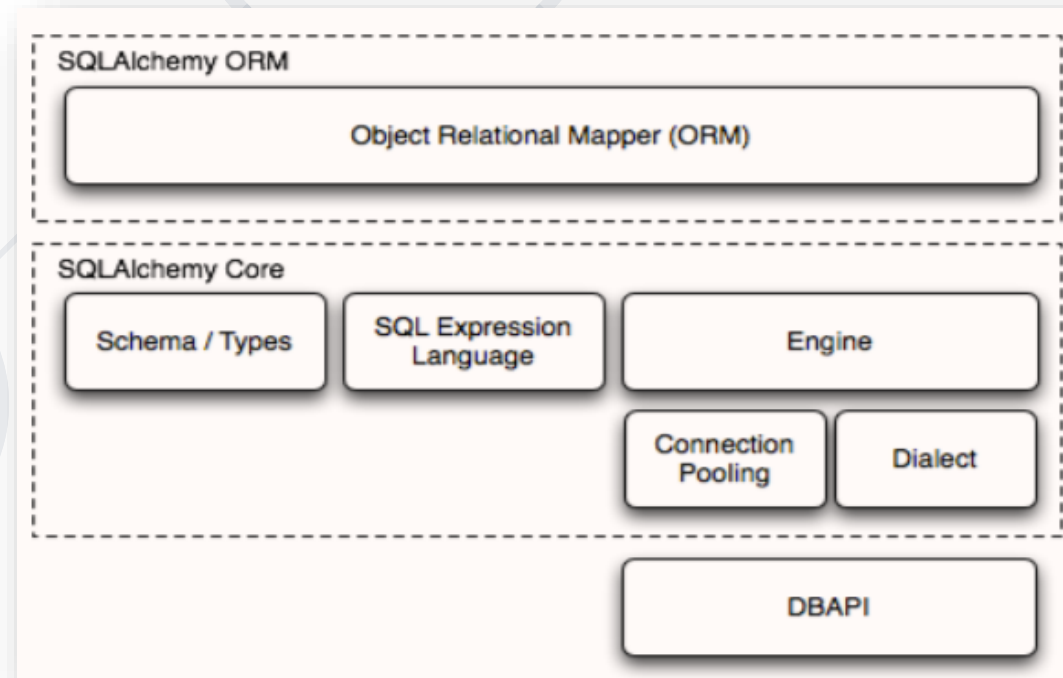 SQLAlchemy ORM
Object Relational Mapper (ORM)
SQLAlchemy Core
Schema / Types
SQL Expression
Language
Engine
Connection
Pooling
Dialect
DBAPI